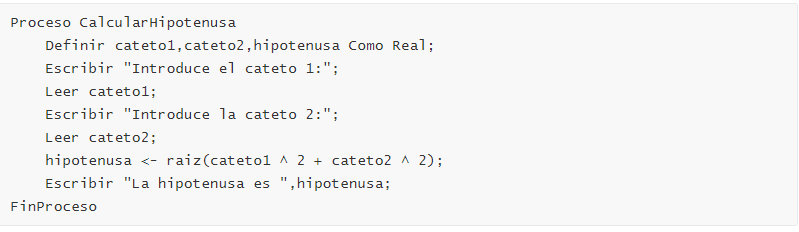 Proceso CalcularHipotenusa
    Definir cateto1,cateto2,hipotenusa Como Real;
    Escribir "Introduce el cateto 1:";
    Leer cateto1;
    Escribir "Introduce la cateto 2:";
    Leer cateto2;
    hipotenusa <- raiz(cateto1 ^ 2 + cateto2 ^ 2);
    Escribir "La hipotenusa es ",hipotenusa;
FinProceso